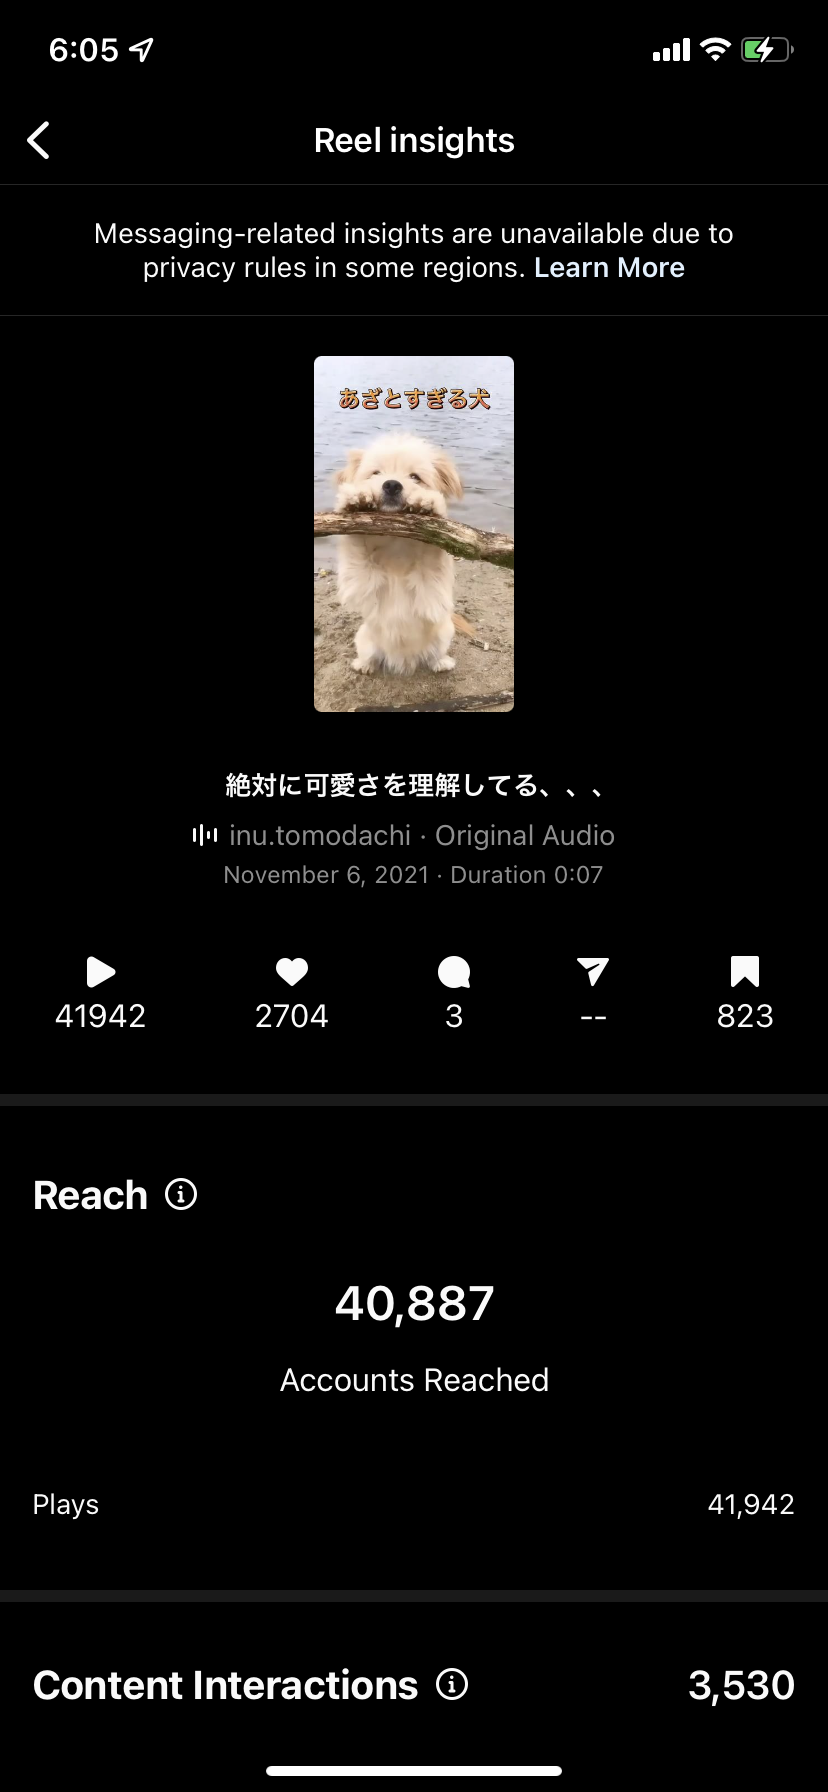 6:05
Reel insights
Messaging-related insights are unavailable due to
privacy rules in some regions. Learn More
あざとすぎる犬
絶対に可愛さを理解してる、、、
inu.tomodachi · Original Audio
November 6, 2021 · Duration 0:07
41942 2704 3 -- 823
Reach
40,887
Accounts Reached
Plays 41,942
Content Interactions 3,530